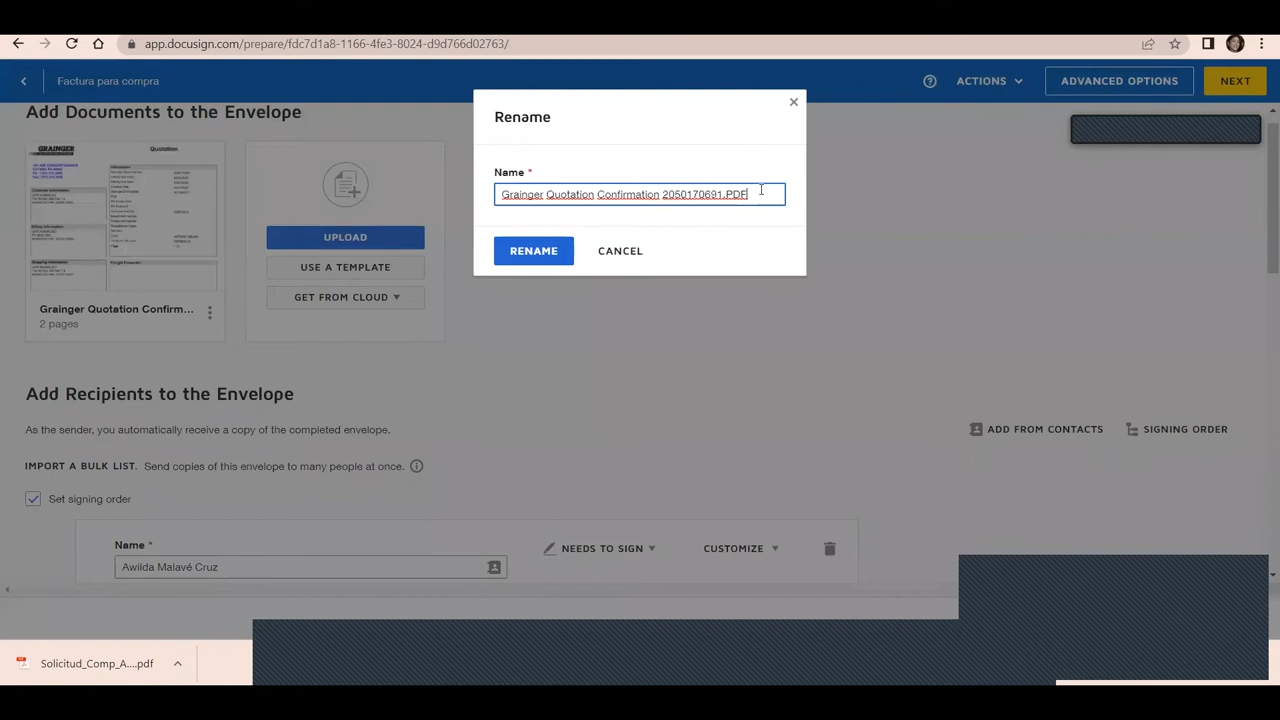 app.docusign.com/prepare/fdc7d1a8-1166-4fe3-8024-d9d766d02763/
Factura para compra
ACTIONS
ADVANCED OPTIONS
NEXT
Add Documents to the Envelope
GRAINGER
Quotation
Grainger Quotation Confirm...
2 pages
UPLOAD
USE A TEMPLATE
GET FROM CLOUD
Rename
Name *
Grainger Quotation Confirmation 2050170691.PDF
RENAME
CANCEL
Add Recipients to the Envelope
As the sender, you automatically receive a copy of the completed envelope.
ADD FROM CONTACTS
SIGNING ORDER
IMPORT A BULK LIST. Send copies of this envelope to many people at once.
Set signing order
Name *
NEEDS TO SIGN
CUSTOMIZE
Awilda Malavé Cruz
Solicitud_Comp_A....pdf